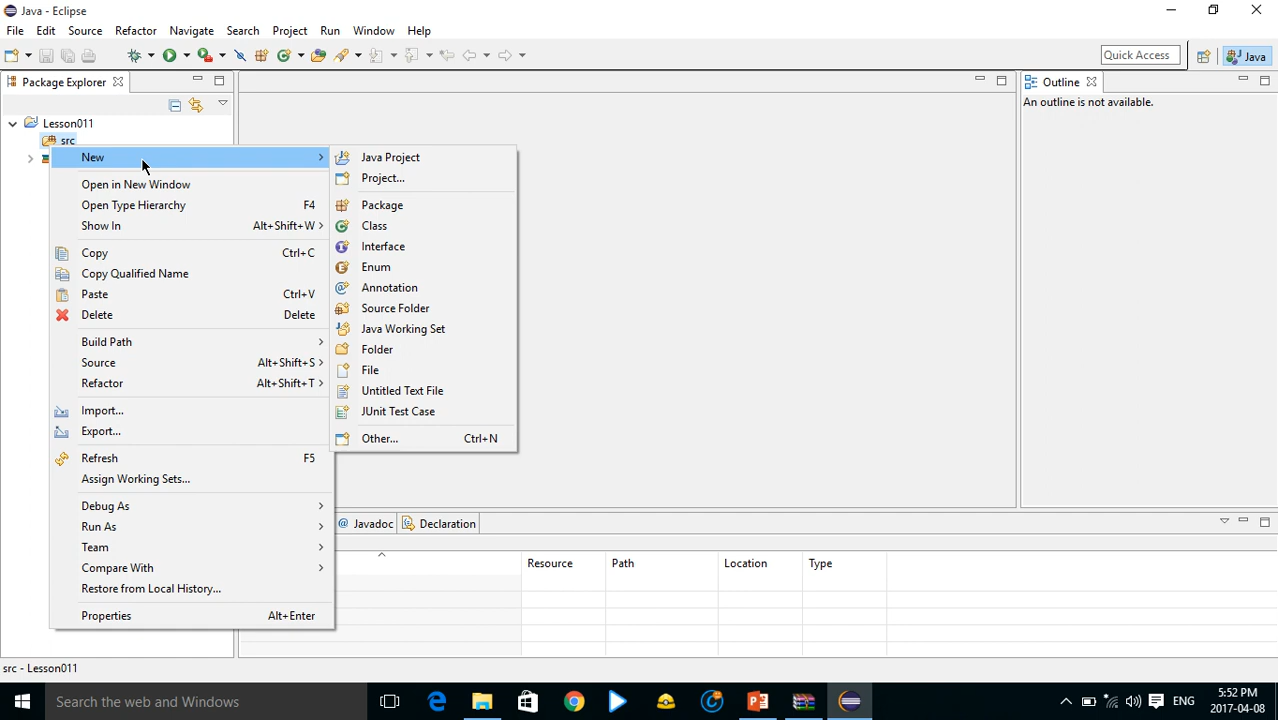 Java - Eclipse
File Edit Source Refactor Navigate Search Project Run Window Help
Quick Access
Java
Package Explorer
Outline
An outline is not available.
Lesson011
src
New
Open in New Window
Open Type Hierarchy F4
Show In Alt+Shift+W
Copy Ctrl+C
Copy Qualified Name
Paste Ctrl+V
Delete Delete
Build Path
Source Alt+Shift+S
Refactor Alt+Shift+T
Import...
Export...
Refresh F5
Assign Working Sets...
Debug As
Run As
Team
Compare With
Restore from Local History...
Properties Alt+Enter
Java Project
Project...
Package
Class
Interface
Enum
Annotation
Source Folder
Java Working Set
Folder
File
Untitled Text File
JUnit Test Case
Other... Ctrl+N
@ Javadoc Declaration
Resource Path Location Type
src - Lesson011
Search the web and Windows
ENG
5:52 PM
2017-04-08